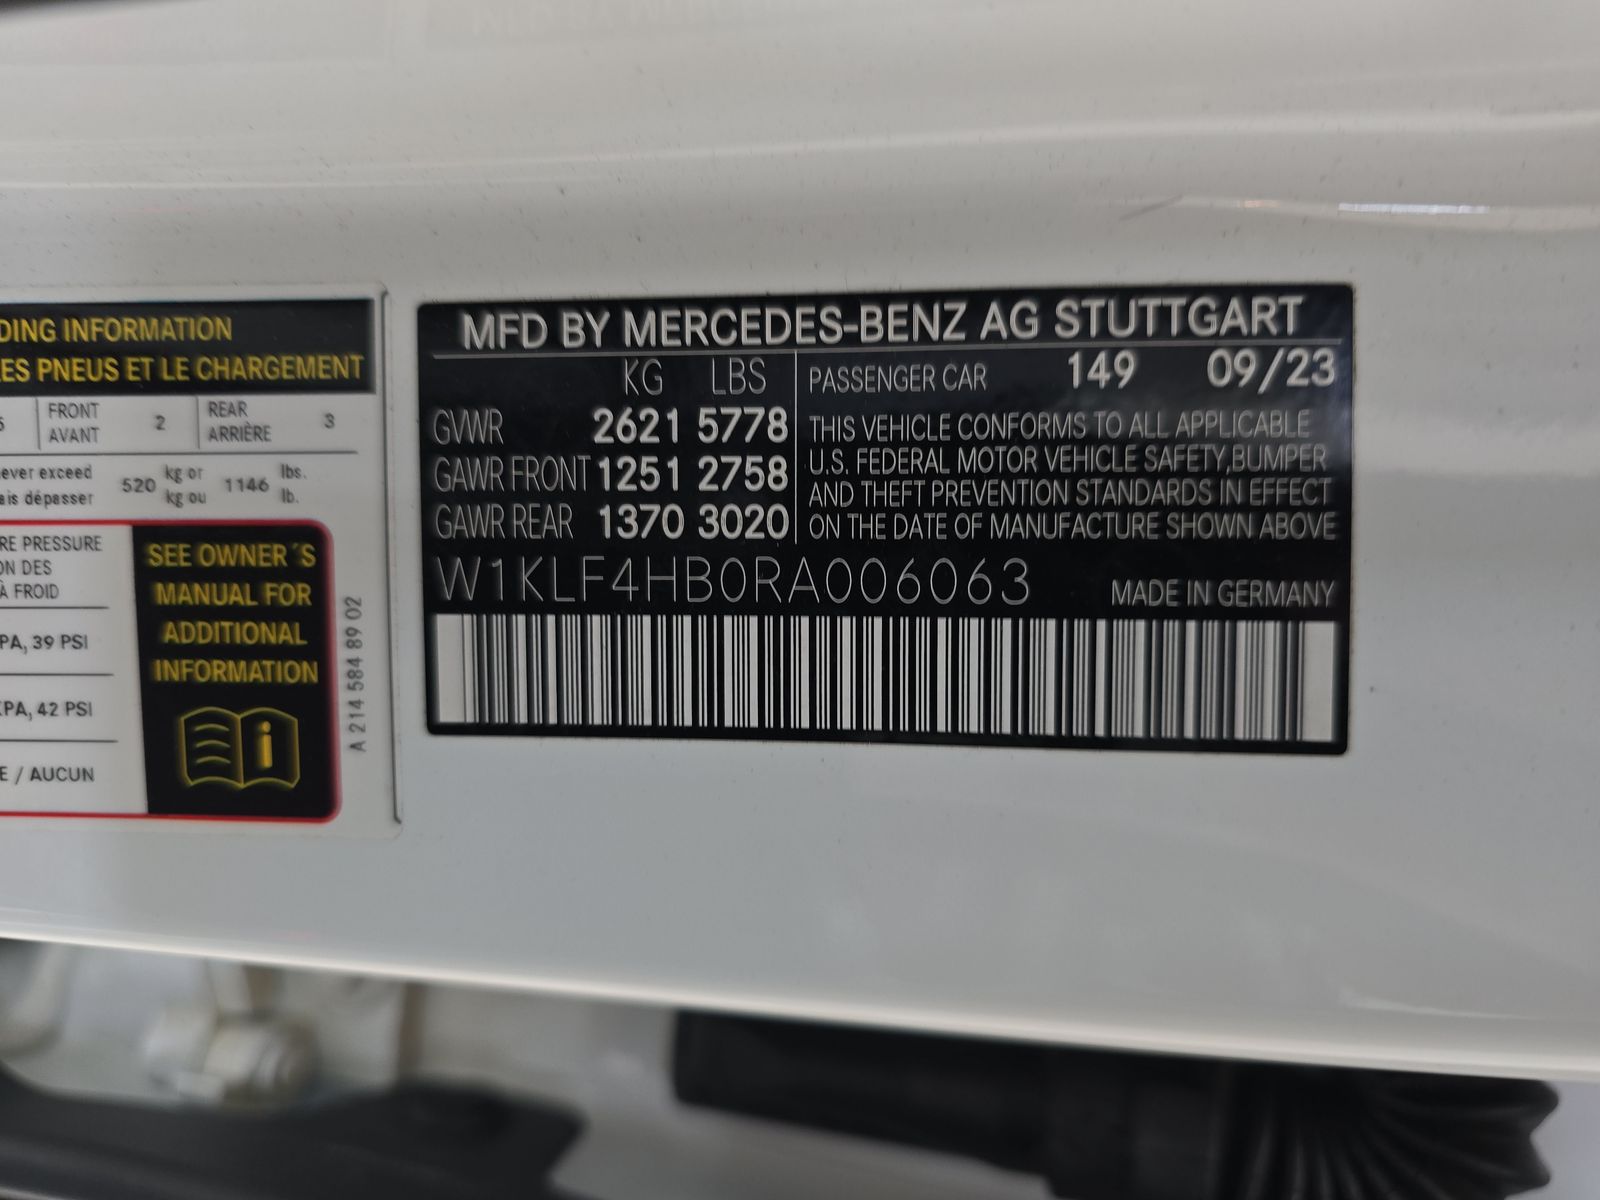 DING INFORMATION
LES PNEUS ET LE CHARGEMENT
FRONT
AVANT
2
REAR
ARRIÈRE
3
never exceed
520
kg or
kg ou
1146
lbs.
lb.
ais dépasser
RE PRESSURE
ON DES
À FROID
PA, 39 PSI
KPA, 42 PSI
E / AUCUN
SEE OWNER´S
MANUAL FOR
ADDITIONAL
INFORMATION
i
A 214 584 89 02
MFD BY MERCEDES-BENZ AG STUTTGART
KG LBS
GVWR 2621 5778
GAWR FRONT 1251 2758
GAWR REAR 1370 3020
PASSENGER CAR 149 09/23
THIS VEHICLE CONFORMS TO ALL APPLICABLE
U.S. FEDERAL MOTOR VEHICLE SAFETY,BUMPER
AND THEFT PREVENTION STANDARDS IN EFFECT
ON THE DATE OF MANUFACTURE SHOWN ABOVE
W1KLF4HB0RA006063
MADE IN GERMANY